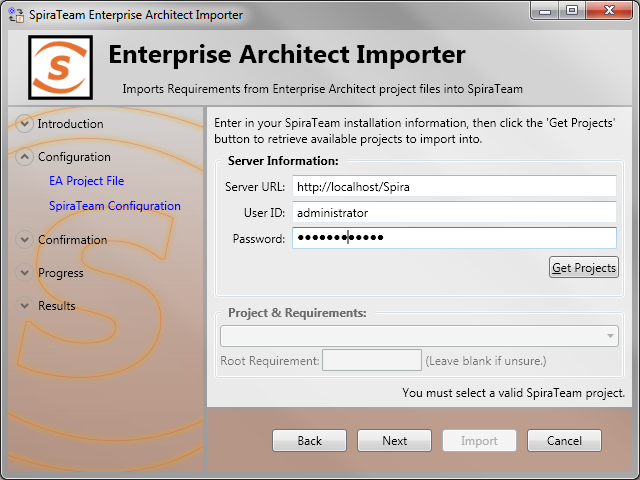 SpiraTeam Enterprise Architect Importer
S
Enterprise Architect Importer
Imports Requirements from Enterprise Architect project files into SpiraTeam
Introduction
Configuration
EA Project File
SpiraTeam Configuration
Confirmation
Progress
Results
Enter in your SpiraTeam installation information, then click the 'Get Projects'
button to retrieve available projects to import into.
Server Information:
Server URL: http://localhost/Spira
User ID: administrator
Password: ●●●●●●●●●●●●
Get Projects
Project & Requirements:
Root Requirement: (Leave blank if unsure.)
You must select a valid SpiraTeam project.
Back Next Import Cancel